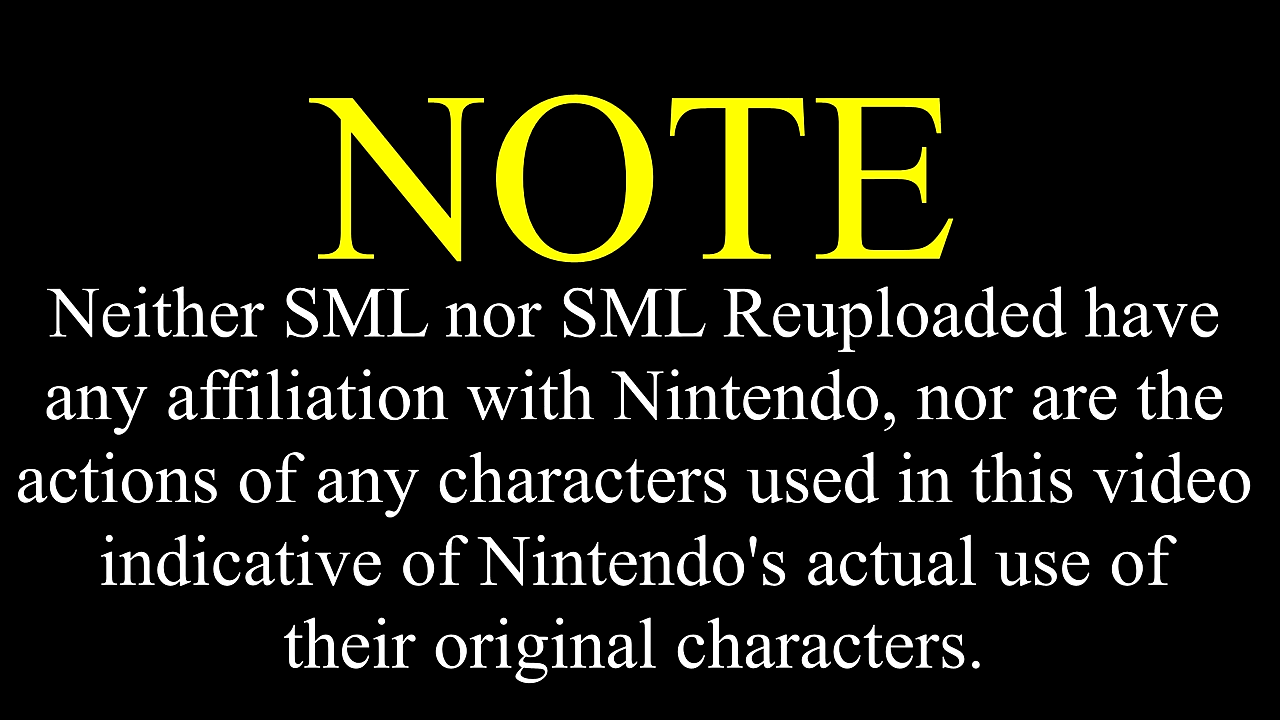 NOTE
Neither SML nor SML Reuploaded have
any affiliation with Nintendo, nor are the
actions of any characters used in this video
indicative of Nintendo's actual use of
their original characters.